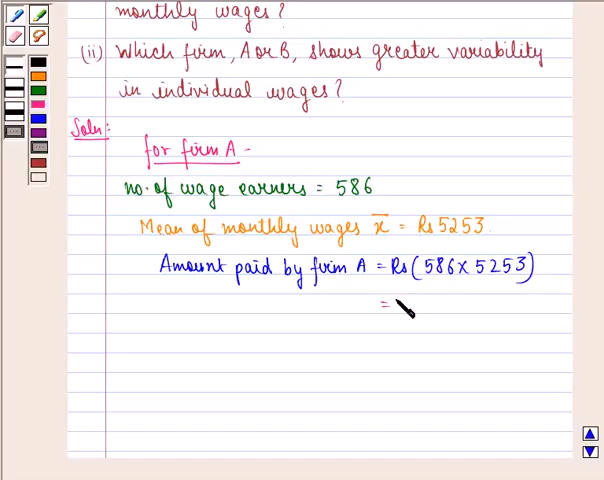 monthly wages?
(ii) Which firm, A or B, shows greater variability
in individual wages?
Soln:
for firm A -
no. of wage earners = 586
Mean of monthly wages x̄ = Rs 5253.
Amount paid by firm A = Rs (586 × 5253)
=